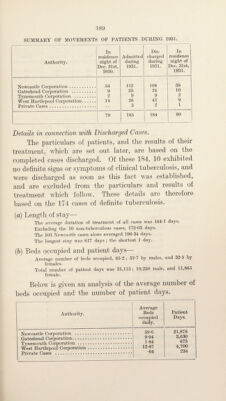 189
SUMMARY OF MOVEMENTS OF PATIENTS DURING 1931.
Authority. In residence night of Dec. 31st, 1930. Admitted during 1931. Dis-charged during 1931. In residence night of Dec. 31st, 1931.
Newcastle Corporation 54 112 108 58
Gateshead Corporation 9 25 24 10
Tynemouth Corporation 2 9 9 2
West Hartlepool Corporation 14 36 41 9
Private Cases 3 2 1
79 185 184 80
Details in connection with Discharged Cases.
The particulars of patients, and the results of their
treatment, which are set out later, are based on the
completed cases discharged. Of these 184, 10 exhibited
no definite signs or symptoms of clinical tuberculosis, and
were discharged as soon as this fact was established,
and are excluded from the particulars and results of
treatment which follow. These details are therefore
based on the 174 cases of definite tuberculosis.
(a) Length of stay—
The average duration of treatment of all cases was 164·1 days.
Excluding the 10 non-tuberculous cases, 172·03 days.
The 103 Newcastle cases alone averaged 190·34 days.
The longest stay was 617 days; the shortest 1 day.
(b) Beds occupied and patient days—
Average number of beds occupied, 85·2; 52·7 by males, and 32·5 by
females.
Total number of patient days was 31,115; 19,250 male, and 11,865
female.
Below is given an analysis of the average number of
beds occupied and the number of patient days.
Authority. Average Beds occupied daily. Patient Days.
Newcastle Corporation 59·9 21,878
Gateshead Corporation 9·94 3,630
Tynemouth Corporation 1·84 673
West Hartlepool Corporation 12·87 4,700
Private Cases ·64 234